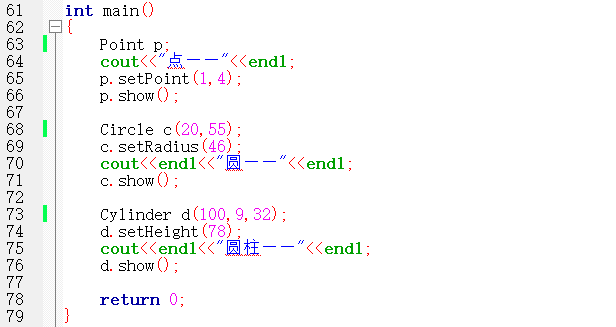 61 int main()
62 {
63 Point p;
64 cout<<"点——"<<endl;
65 p.setPoint(1,4);
66 p.show();
67
68 Circle c(20,55);
69 c.setRadius(46);
70 cout<<endl<<"圆——"<<endl;
71 c.show();
72
73 Cylinder d(100,9,32);
74 d.setHeight(78);
75 cout<<endl<<"圆柱——"<<endl;
76 d.show();
77
78 return 0;
79 }